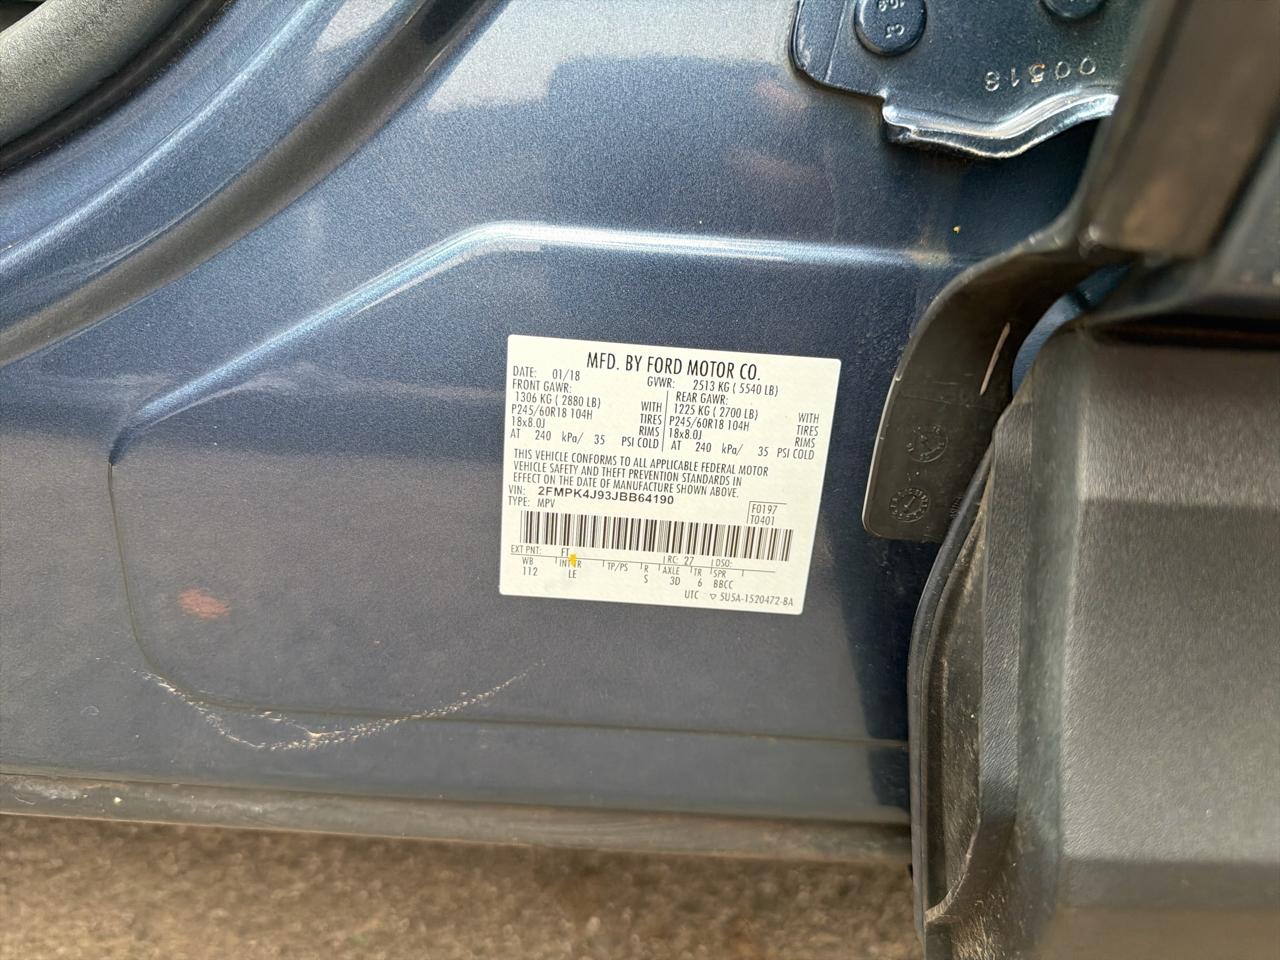 00518
MFD. BY FORD MOTOR CO.
DATE: 01/18 GVWR: 2513 KG ( 5540 LB)
FRONT GAWR: REAR GAWR:
1306 KG ( 2880 LB) WITH 1225 KG ( 2700 LB) WITH
P245/60R18 104H TIRES P245/60R18 104H TIRES
18x8.0J RIMS 18x8.0J RIMS
AT 240 kPa/ 35 PSI COLD AT 240 kPa/ 35 PSI COLD
THIS VEHICLE CONFORMS TO ALL APPLICABLE FEDERAL MOTOR
VEHICLE SAFETY AND THEFT PREVENTION STANDARDS IN
EFFECT ON THE DATE OF MANUFACTURE SHOWN ABOVE.
VIN: 2FMPK4J93JBB64190
TYPE: MPV
F0197
T0401
EXT PNT: FT RC: 27 DSO:
WB INT TR TP/PS R AXLE TR SPR
112 LE S 3D 6 BBCC
UTC ▽ 5U5A-1520472-BA